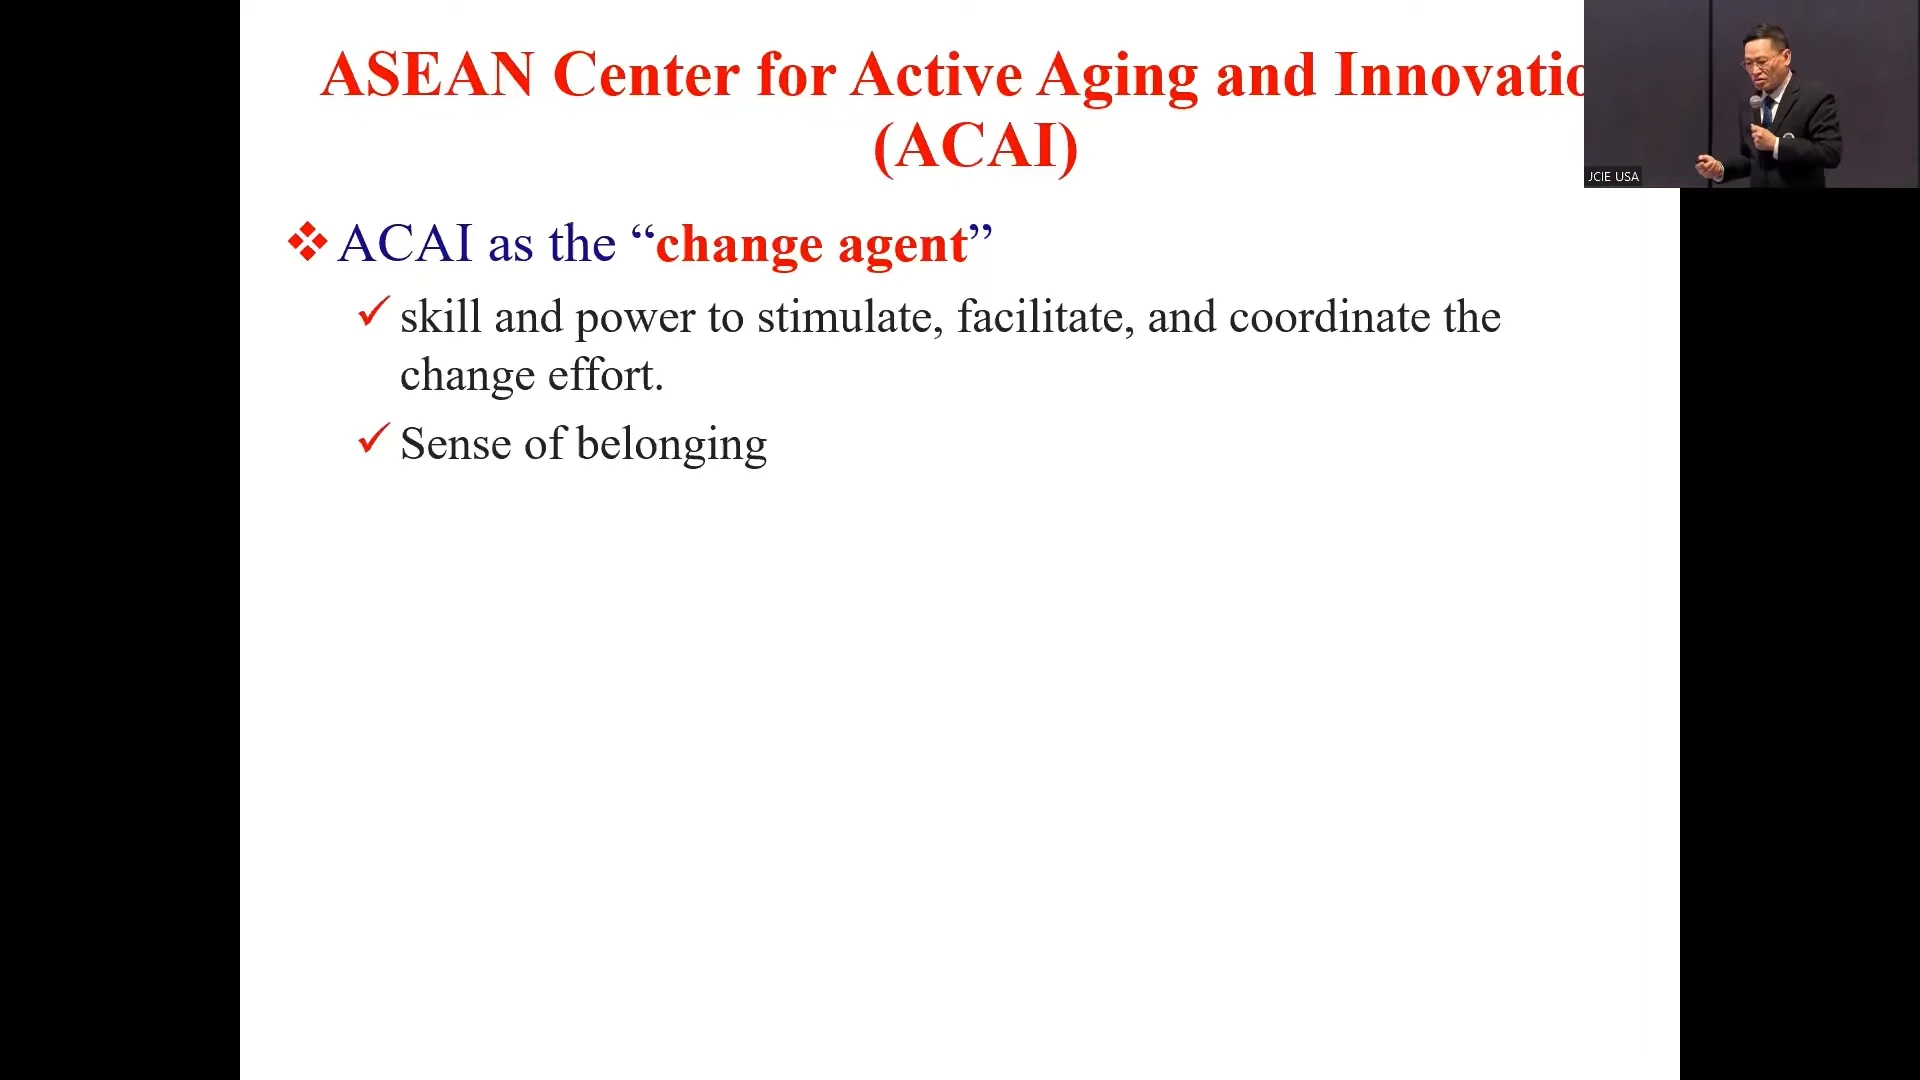 ASEAN Center for Active Aging and Innovatio
(ACAI)
JCIE USA
❖ ACAI as the “change agent”
✓ skill and power to stimulate, facilitate, and coordinate the
change effort.
✓ Sense of belonging